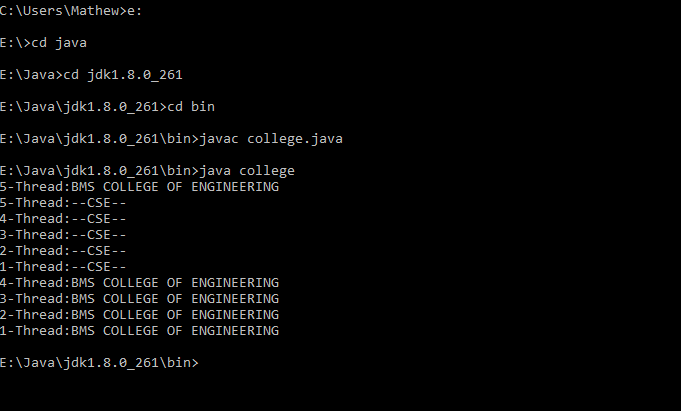 C:\Users\Mathew>e:
E:\>cd java
E:\Java>cd jdk1.8.0_261
E:\Java\jdk1.8.0_261>cd bin
E:\Java\jdk1.8.0_261\bin>javac college.java
E:\Java\jdk1.8.0_261\bin>java college
5-Thread:BMS COLLEGE OF ENGINEERING
5-Thread:--CSE--
4-Thread:--CSE--
3-Thread:--CSE--
2-Thread:--CSE--
1-Thread:--CSE--
4-Thread:BMS COLLEGE OF ENGINEERING
3-Thread:BMS COLLEGE OF ENGINEERING
2-Thread:BMS COLLEGE OF ENGINEERING
1-Thread:BMS COLLEGE OF ENGINEERING
E:\Java\jdk1.8.0_261\bin>